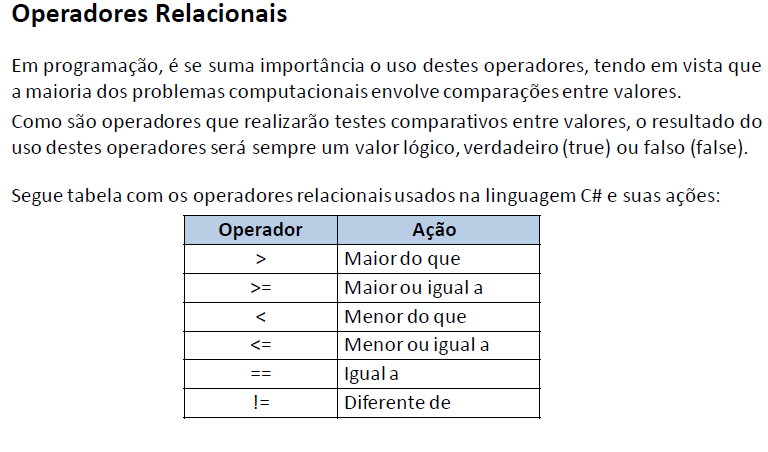 Operadores Relacionais
Em programação, é se suma importância o uso destes operadores, tendo em vista que
a maioria dos problemas computacionais envolve comparações entre valores.
Como são operadores que realizarão testes comparativos entre valores, o resultado do
uso destes operadores será sempre um valor lógico, verdadeiro (true) ou falso (false).
Segue tabela com os operadores relacionais usados na linguagem C# e suas ações:
Operador Ação
> Maior do que
>= Maior ou igual a
< Menor do que
<= Menor ou igual a
== Igual a
!= Diferente de